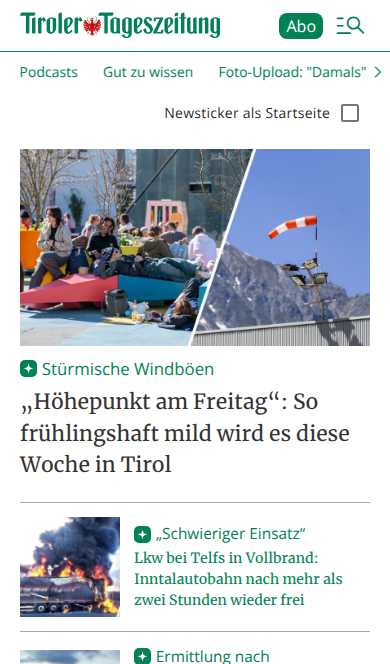 Tiroler Tageszeitung
Abo
Podcasts Gut zu wissen Foto-Upload: "Damals"
Newsticker als Startseite
Stürmische Windböen
„Höhepunkt am Freitag“: So
frühlingshaft mild wird es diese
Woche in Tirol
„Schwieriger Einsatz“
Lkw bei Telfs in Vollbrand:
Inntalautobahn nach mehr als
zwei Stunden wieder frei
Ermittlung nach